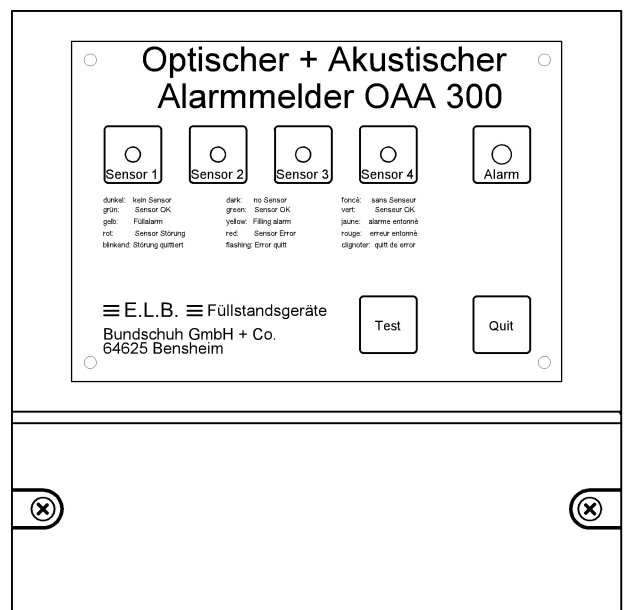 Optischer + Akustischer
Alarmmelder OAA 300
Sensor 1 Sensor 2 Sensor 3 Sensor 4 Alarm
dunkel: kein Sensor dark: no Sensor foncè: sans Senseur
grün: Sensor OK green: Sensor OK vert: Senseur OK
gelb: Füllalarm yellow: Filling alarm jaune: alarme entonnè
rot: Sensor Störung red: Sensor Error rouge: erreur entonnè
blinkend: Störung quittiert flashing: Error quitt clignoter: quitt de error
E.L.B. Füllstandsgeräte
Bundschuh GmbH + Co.
64625 Bensheim
Test Quit